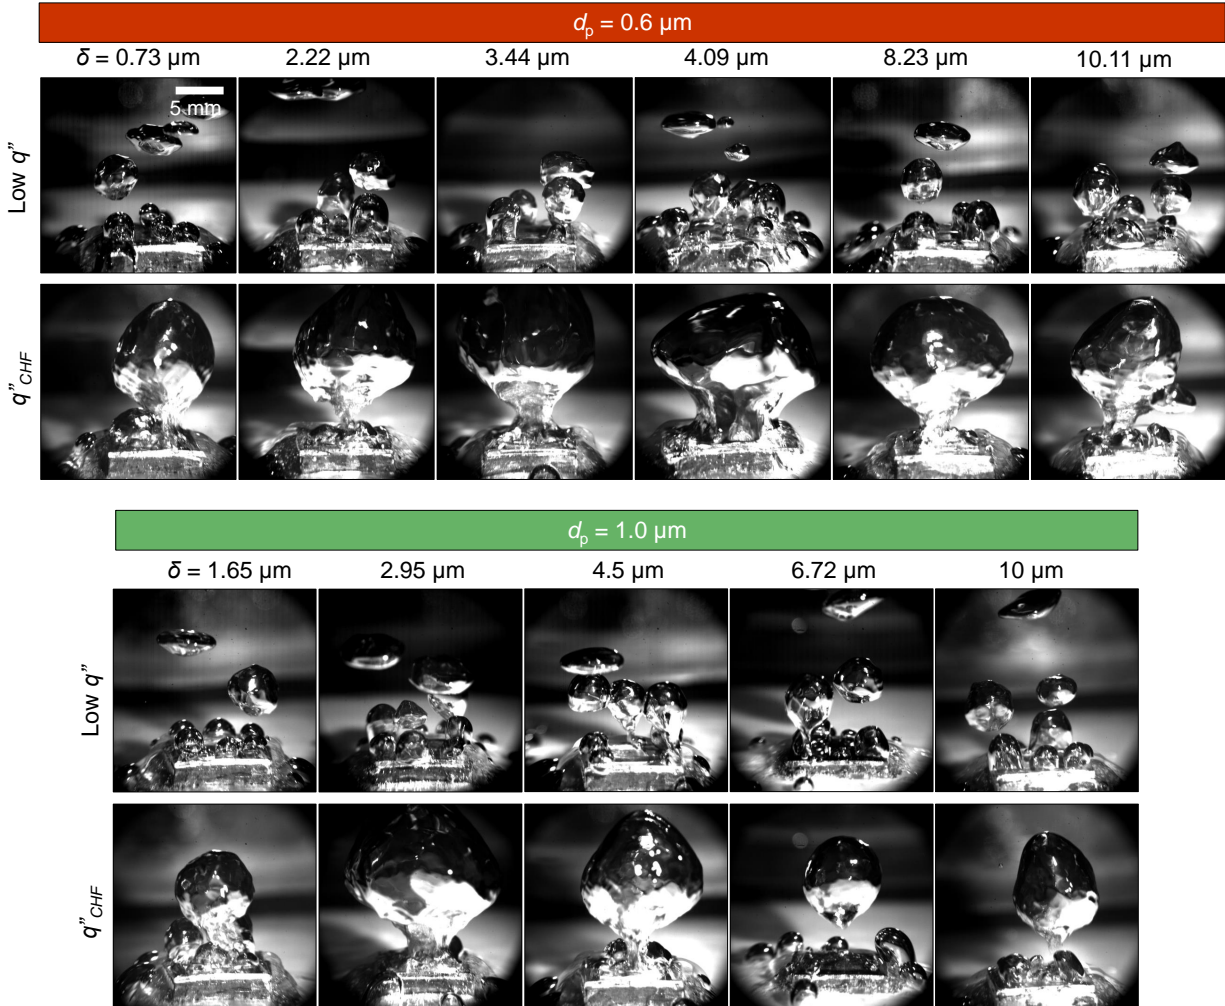 dp = 0.6 µm
δ = 0.73 µm 2.22 µm 3.44 µm 4.09 µm 8.23 µm 10.11 µm
5 mm
Low q”
q”CHF
dp = 1.0 µm
δ = 1.65 µm 2.95 µm 4.5 µm 6.72 µm 10 µm
Low q”
q”CHF